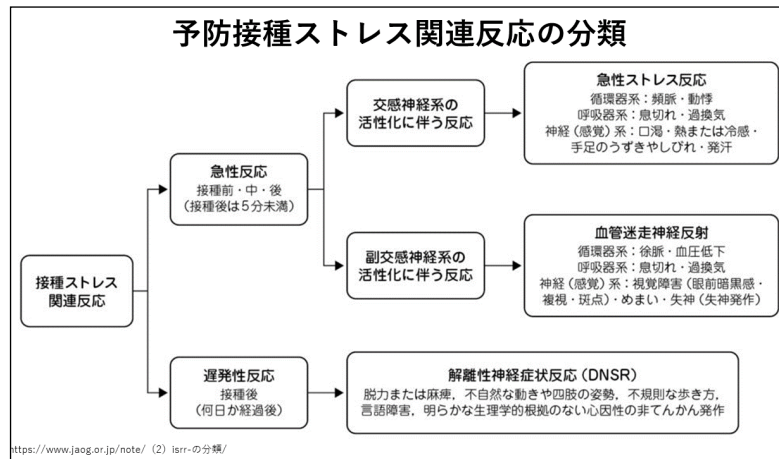 予防接種ストレス関連反応の分類
接種ストレス
関連反応
急性反応
接種前・中・後
(接種後は5分未満)
交感神経系の
活性化に伴う反応
急性ストレス反応
循環器系：頻脈・動悸
呼吸器系：息切れ・過換気
神経(感覚)系：口渇・熱または冷感・
手足のうずきやしびれ・発汗
副交感神経系の
活性化に伴う反応
血管迷走神経反射
循環器系：徐脈・血圧低下
呼吸器系：息切れ・過換気
神経(感覚)系：視覚障害(眼前暗黒感・
複視・斑点)・めまい・失神(失神発作)
遅発性反応
接種後
(何日か経過後)
解離性神経症状反応(DNSR)
脱力または麻痺，不自然な動きや四肢の姿勢，不規則な歩き方，
言語障害，明らかな生理学的根拠のない心因性の非てんかん発作
https://www.jaog.or.jp/note/（2）isrr-の分類/